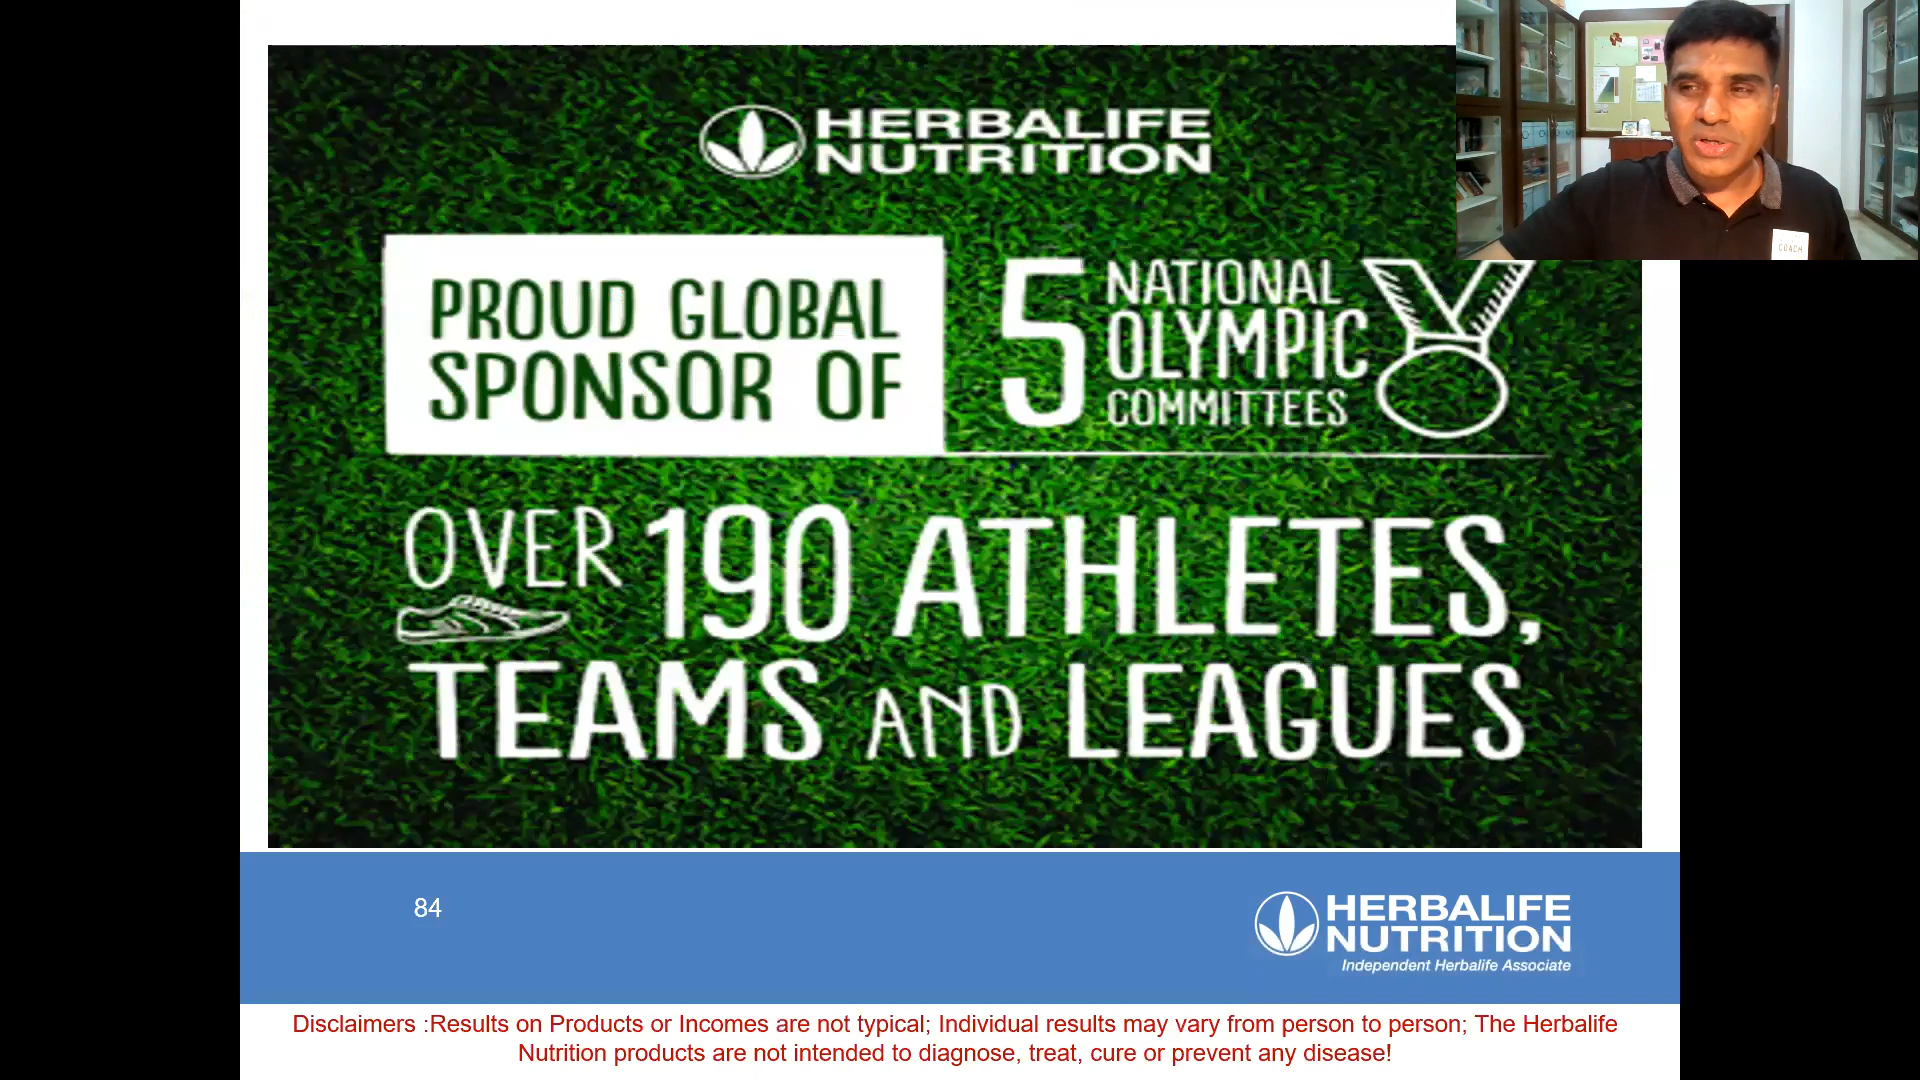 HERBALIFE
NUTRITION
PROUD GLOBAL
SPONSOR OF
5 NATIONAL
OLYMPIC
COMMITTEES
OVER 190 ATHLETES,
TEAMS AND LEAGUES
COACH
84
HERBALIFE
NUTRITION
Independent Herbalife Associate
Disclaimers :Results on Products or Incomes are not typical; Individual results may vary from person to person; The Herbalife
Nutrition products are not intended to diagnose, treat, cure or prevent any disease!